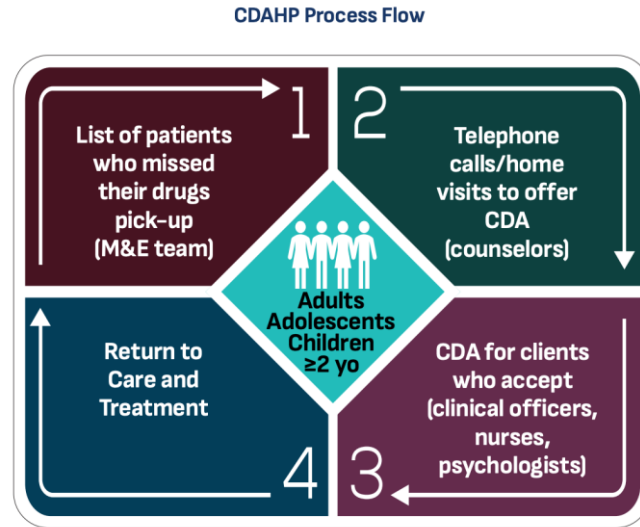 CDAHP Process Flow
1
List of patients
who missed
their drugs
pick-up
(M&E team)
2
Telephone
calls/home
visits to offer
CDA
(counselors)
Adults
Adolescents
Children
≥2 yo
3
CDA for clients
who accept
(clinical officers,
nurses,
psychologists)
4
Return to
Care and
Treatment